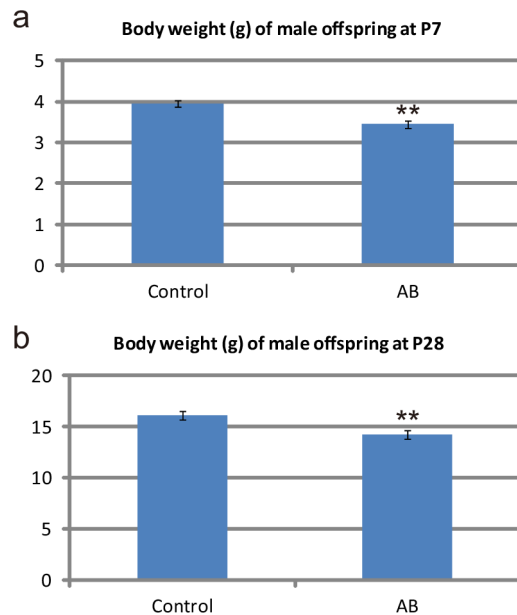 a
Body weight (g) of male offspring at P7
5
4
**
3
2
1
0
Control AB
b
Body weight (g) of male offspring at P28
20
15
**
10
5
0
Control AB